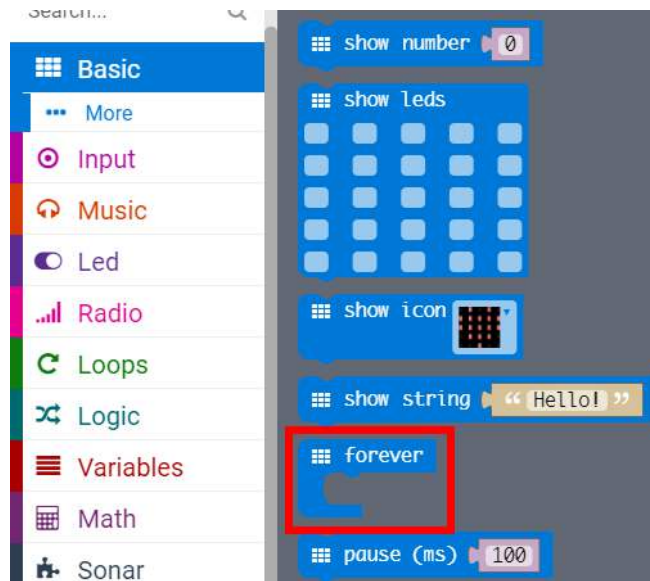 Search...
Basic
More
Input
Music
Led
Radio
Loops
Logic
Variables
Math
Sonar
show number 0
show leds
show icon
show string “ Hello! ”
forever
pause (ms) 100